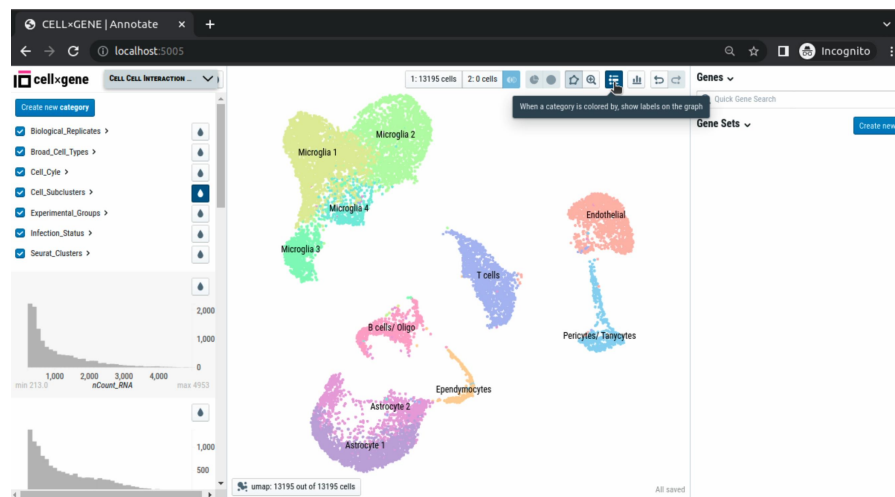 CELL×GENE | Annotate
localhost:5005
Incognito
cellxgene
CELL CELL INTERACTION ...
1: 13195 cells
2: 0 cells
Genes
When a category is colored by, show labels on the graph
Quick Gene Search
Create new category
Gene Sets
Create new
Biological_Replicates
Broad_Cell_Types
Cell_Cyle
Cell_Subclusters
Experimental_Groups
Infection_Status
Seurat_Clusters
Microglia 2
Microglia 1
Microglia 4
Microglia 3
Endothelial
T cells
B cells/ Oligo
Pericytes/ Tanycytes
Ependymocytes
Astrocyte 2
Astrocyte 1
2,000
1,000
0
1,000 2,000 3,000 4,000
min 213.0 nCount_RNA max 4953
1,000
500
umap: 13195 out of 13195 cells
All saved